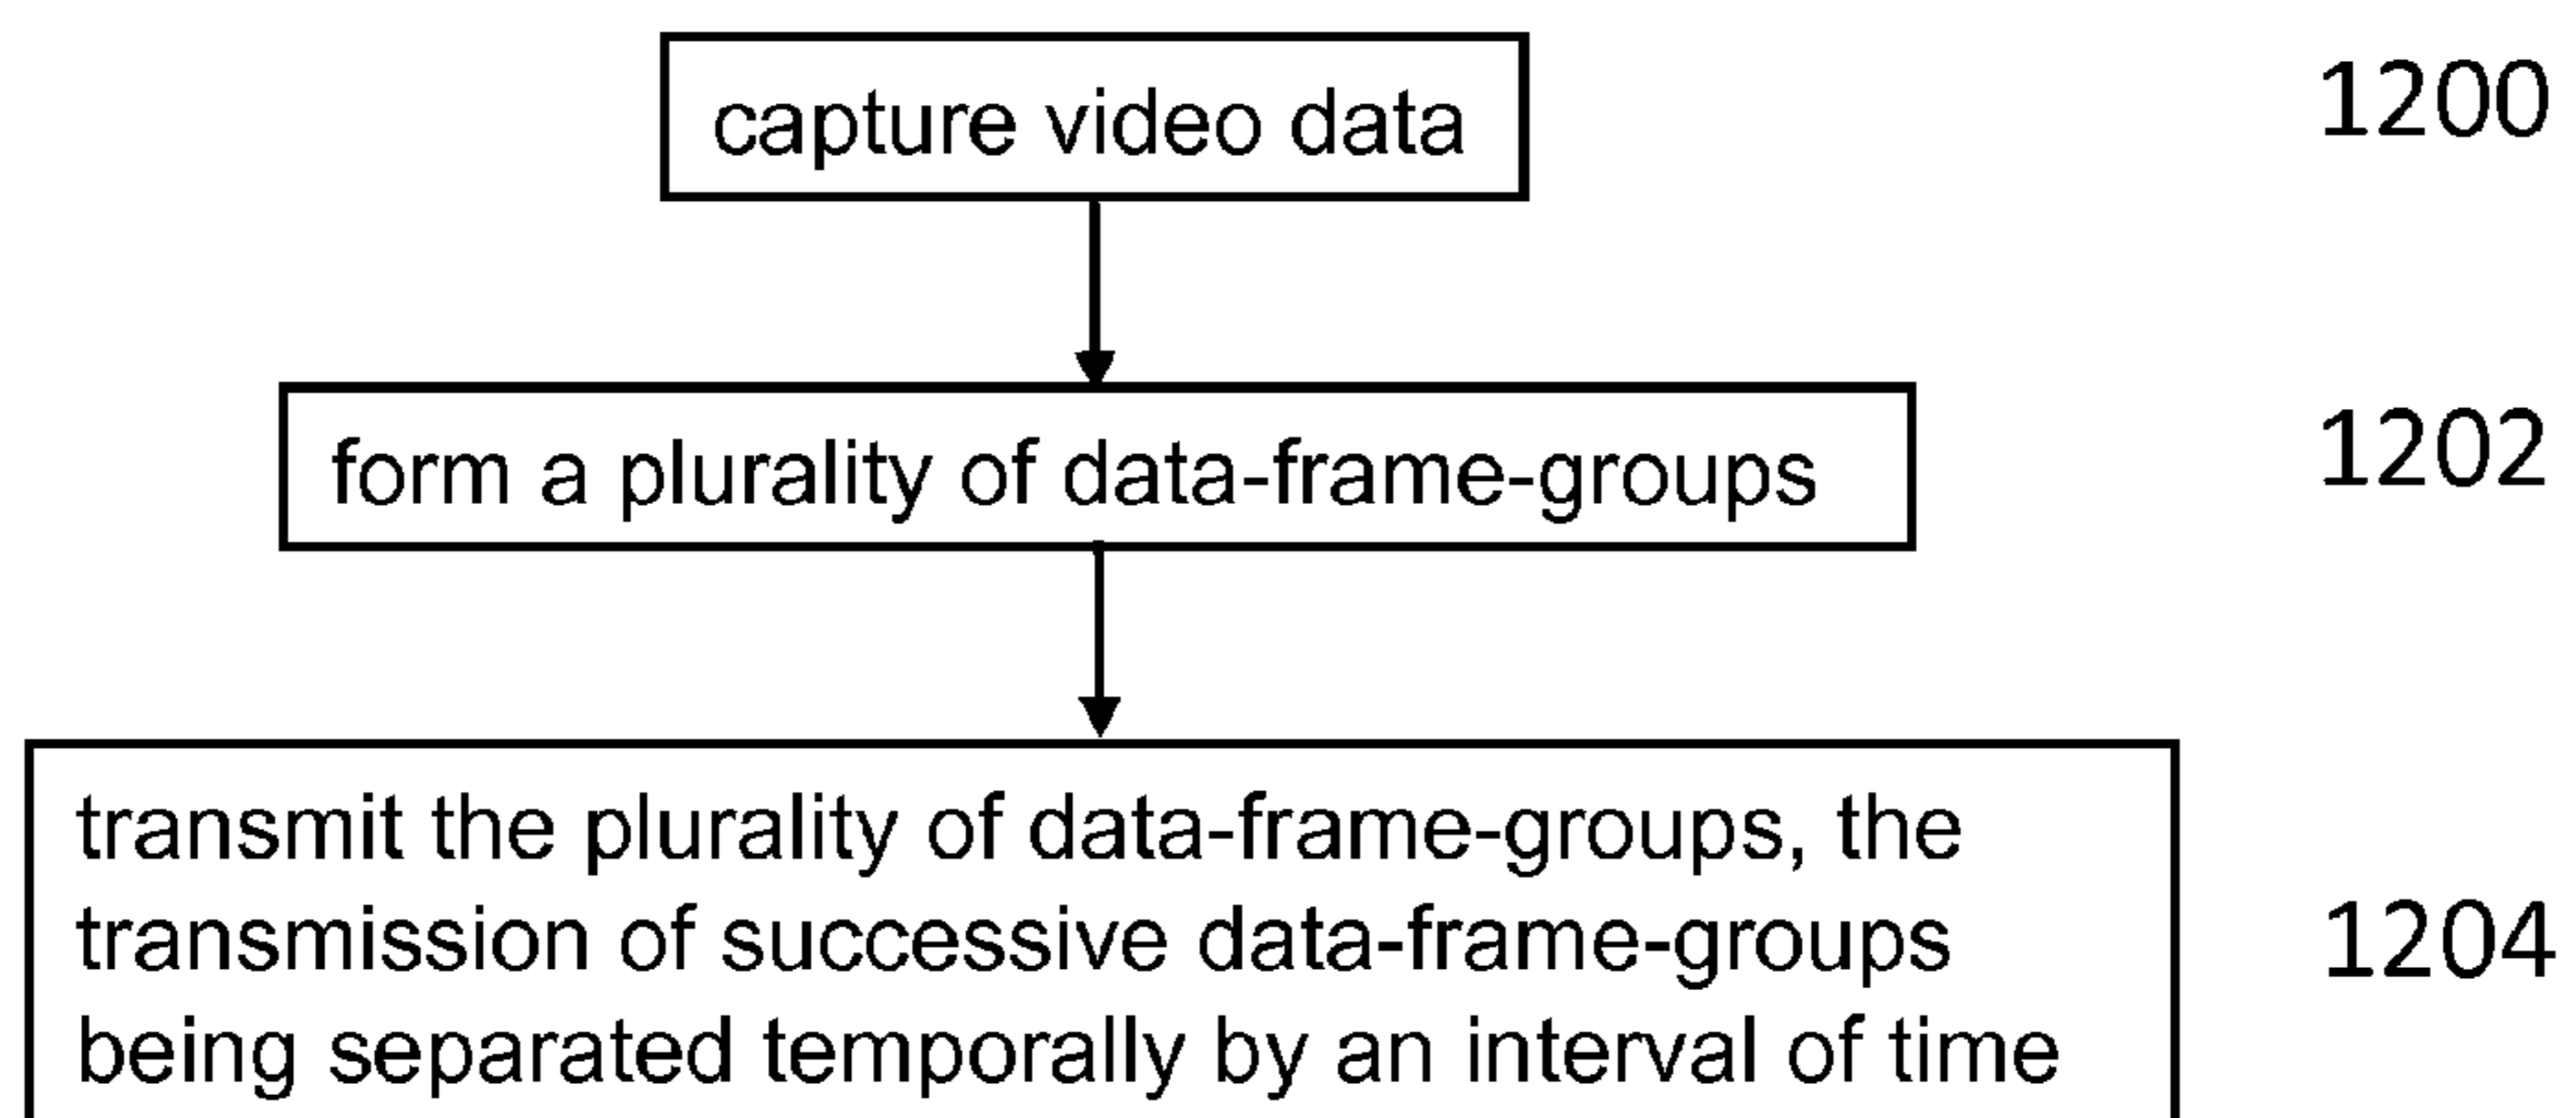 capture video data
1200
form a plurality of data-frame-groups
1202
transmit the plurality of data-frame-groups, the
transmission of successive data-frame-groups
1204
being separated temporally by an interval of time